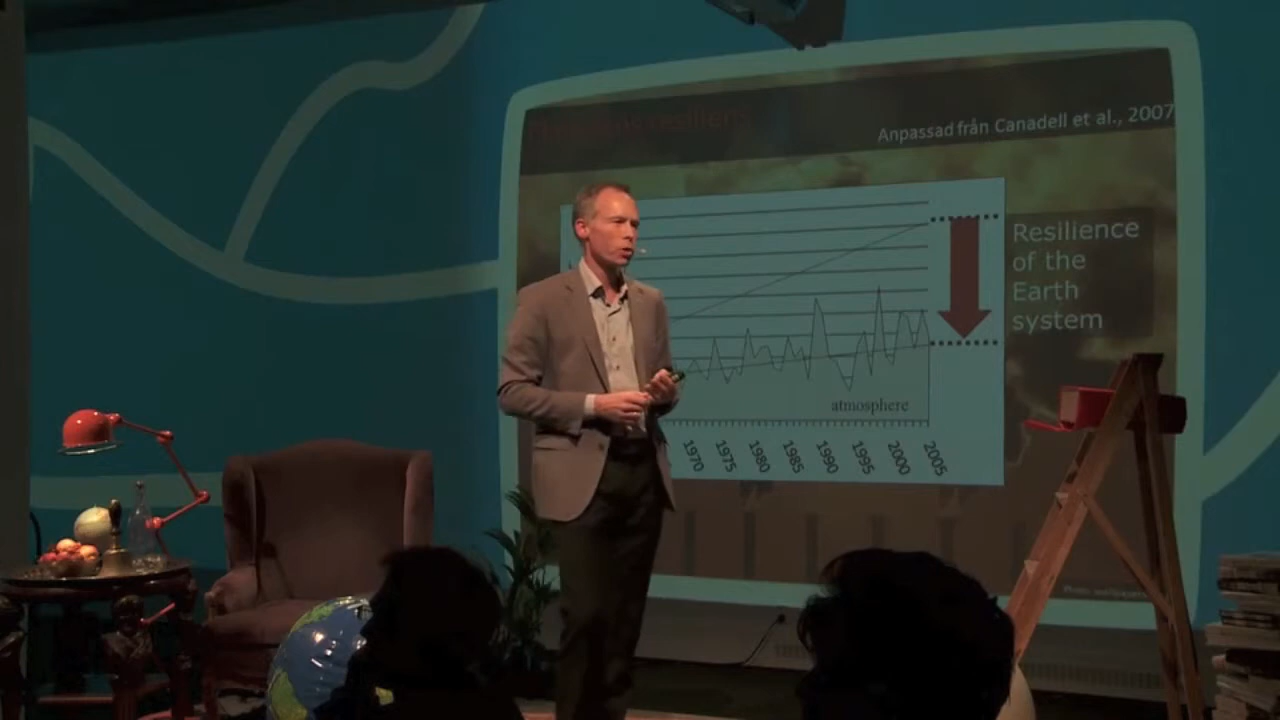 Anpassad från Canadell et al., 2007
Resilience
of the
Earth
system
atmosphere
1970
1975
1980
1985
1990
1995
2000
2005